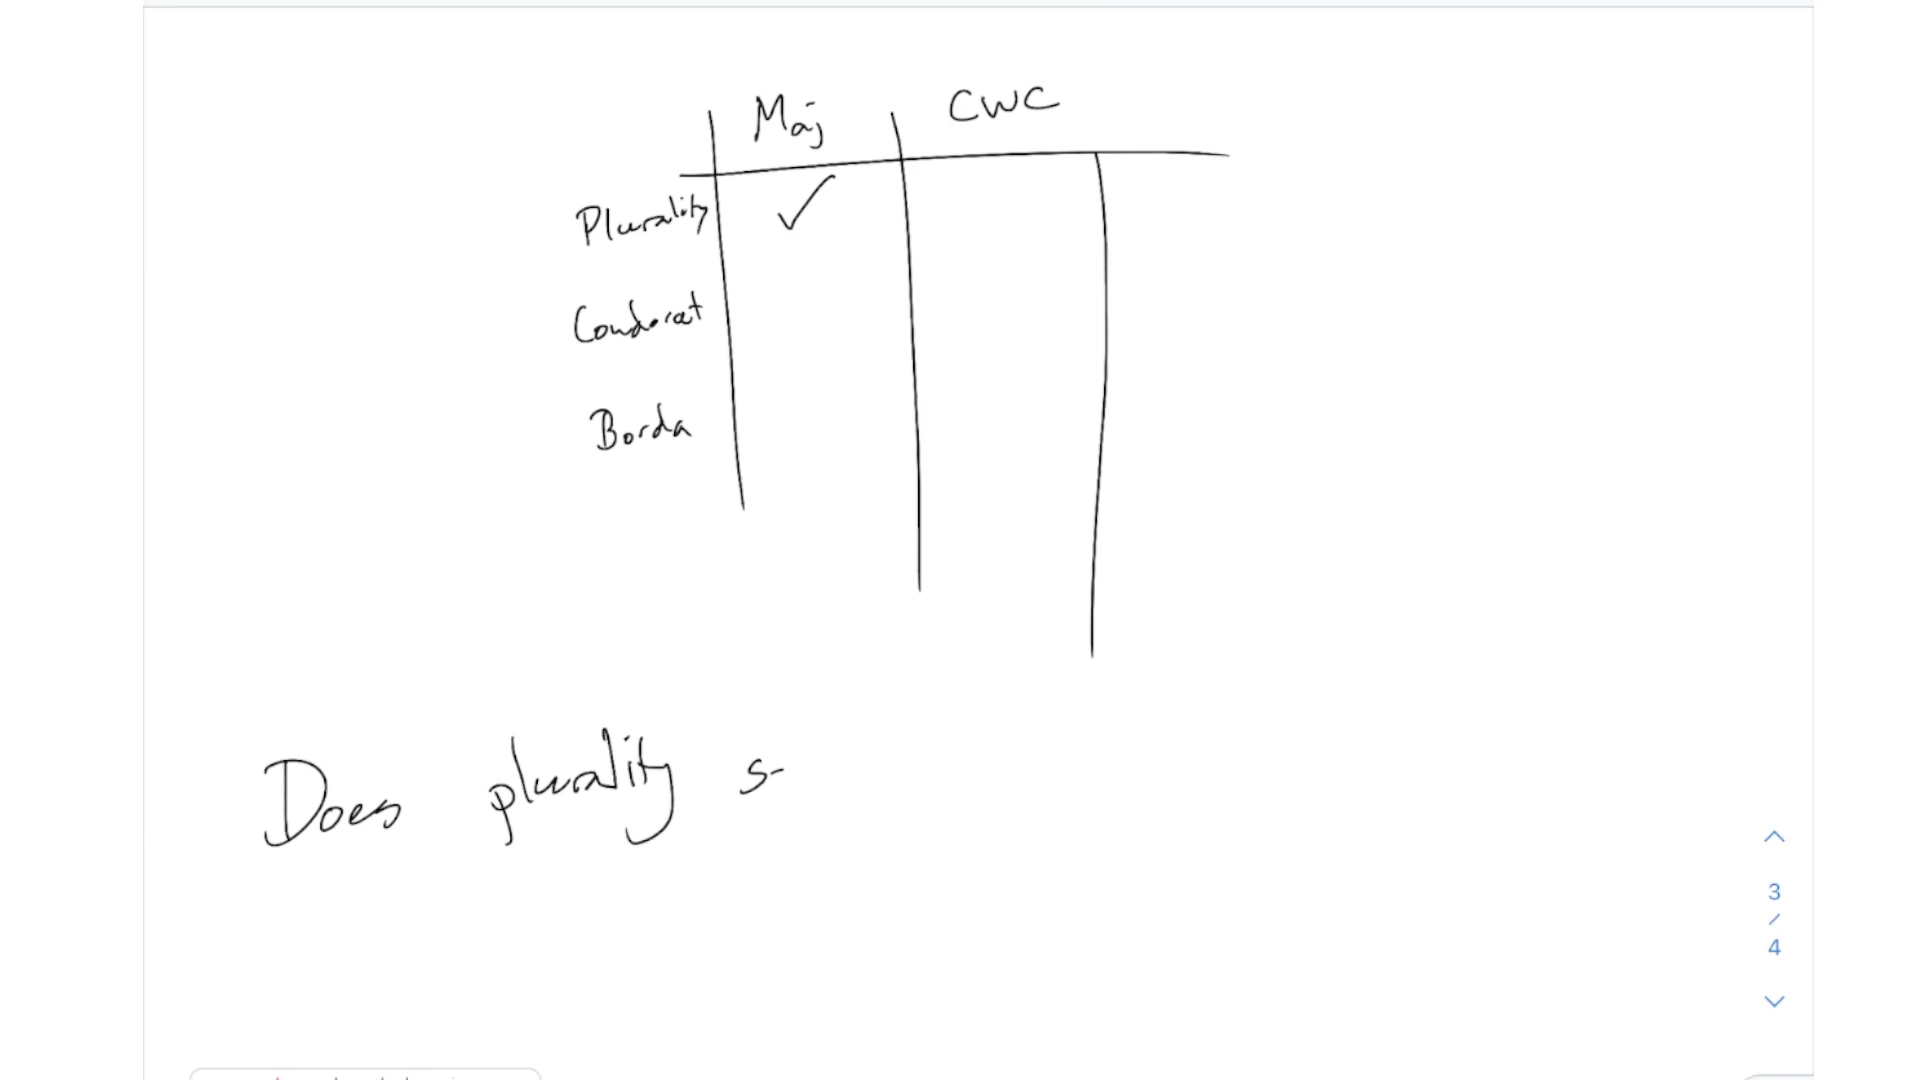 Maj CWC
Plurality ✓
Condorcet
Borda
Does plurality s
3
/
4